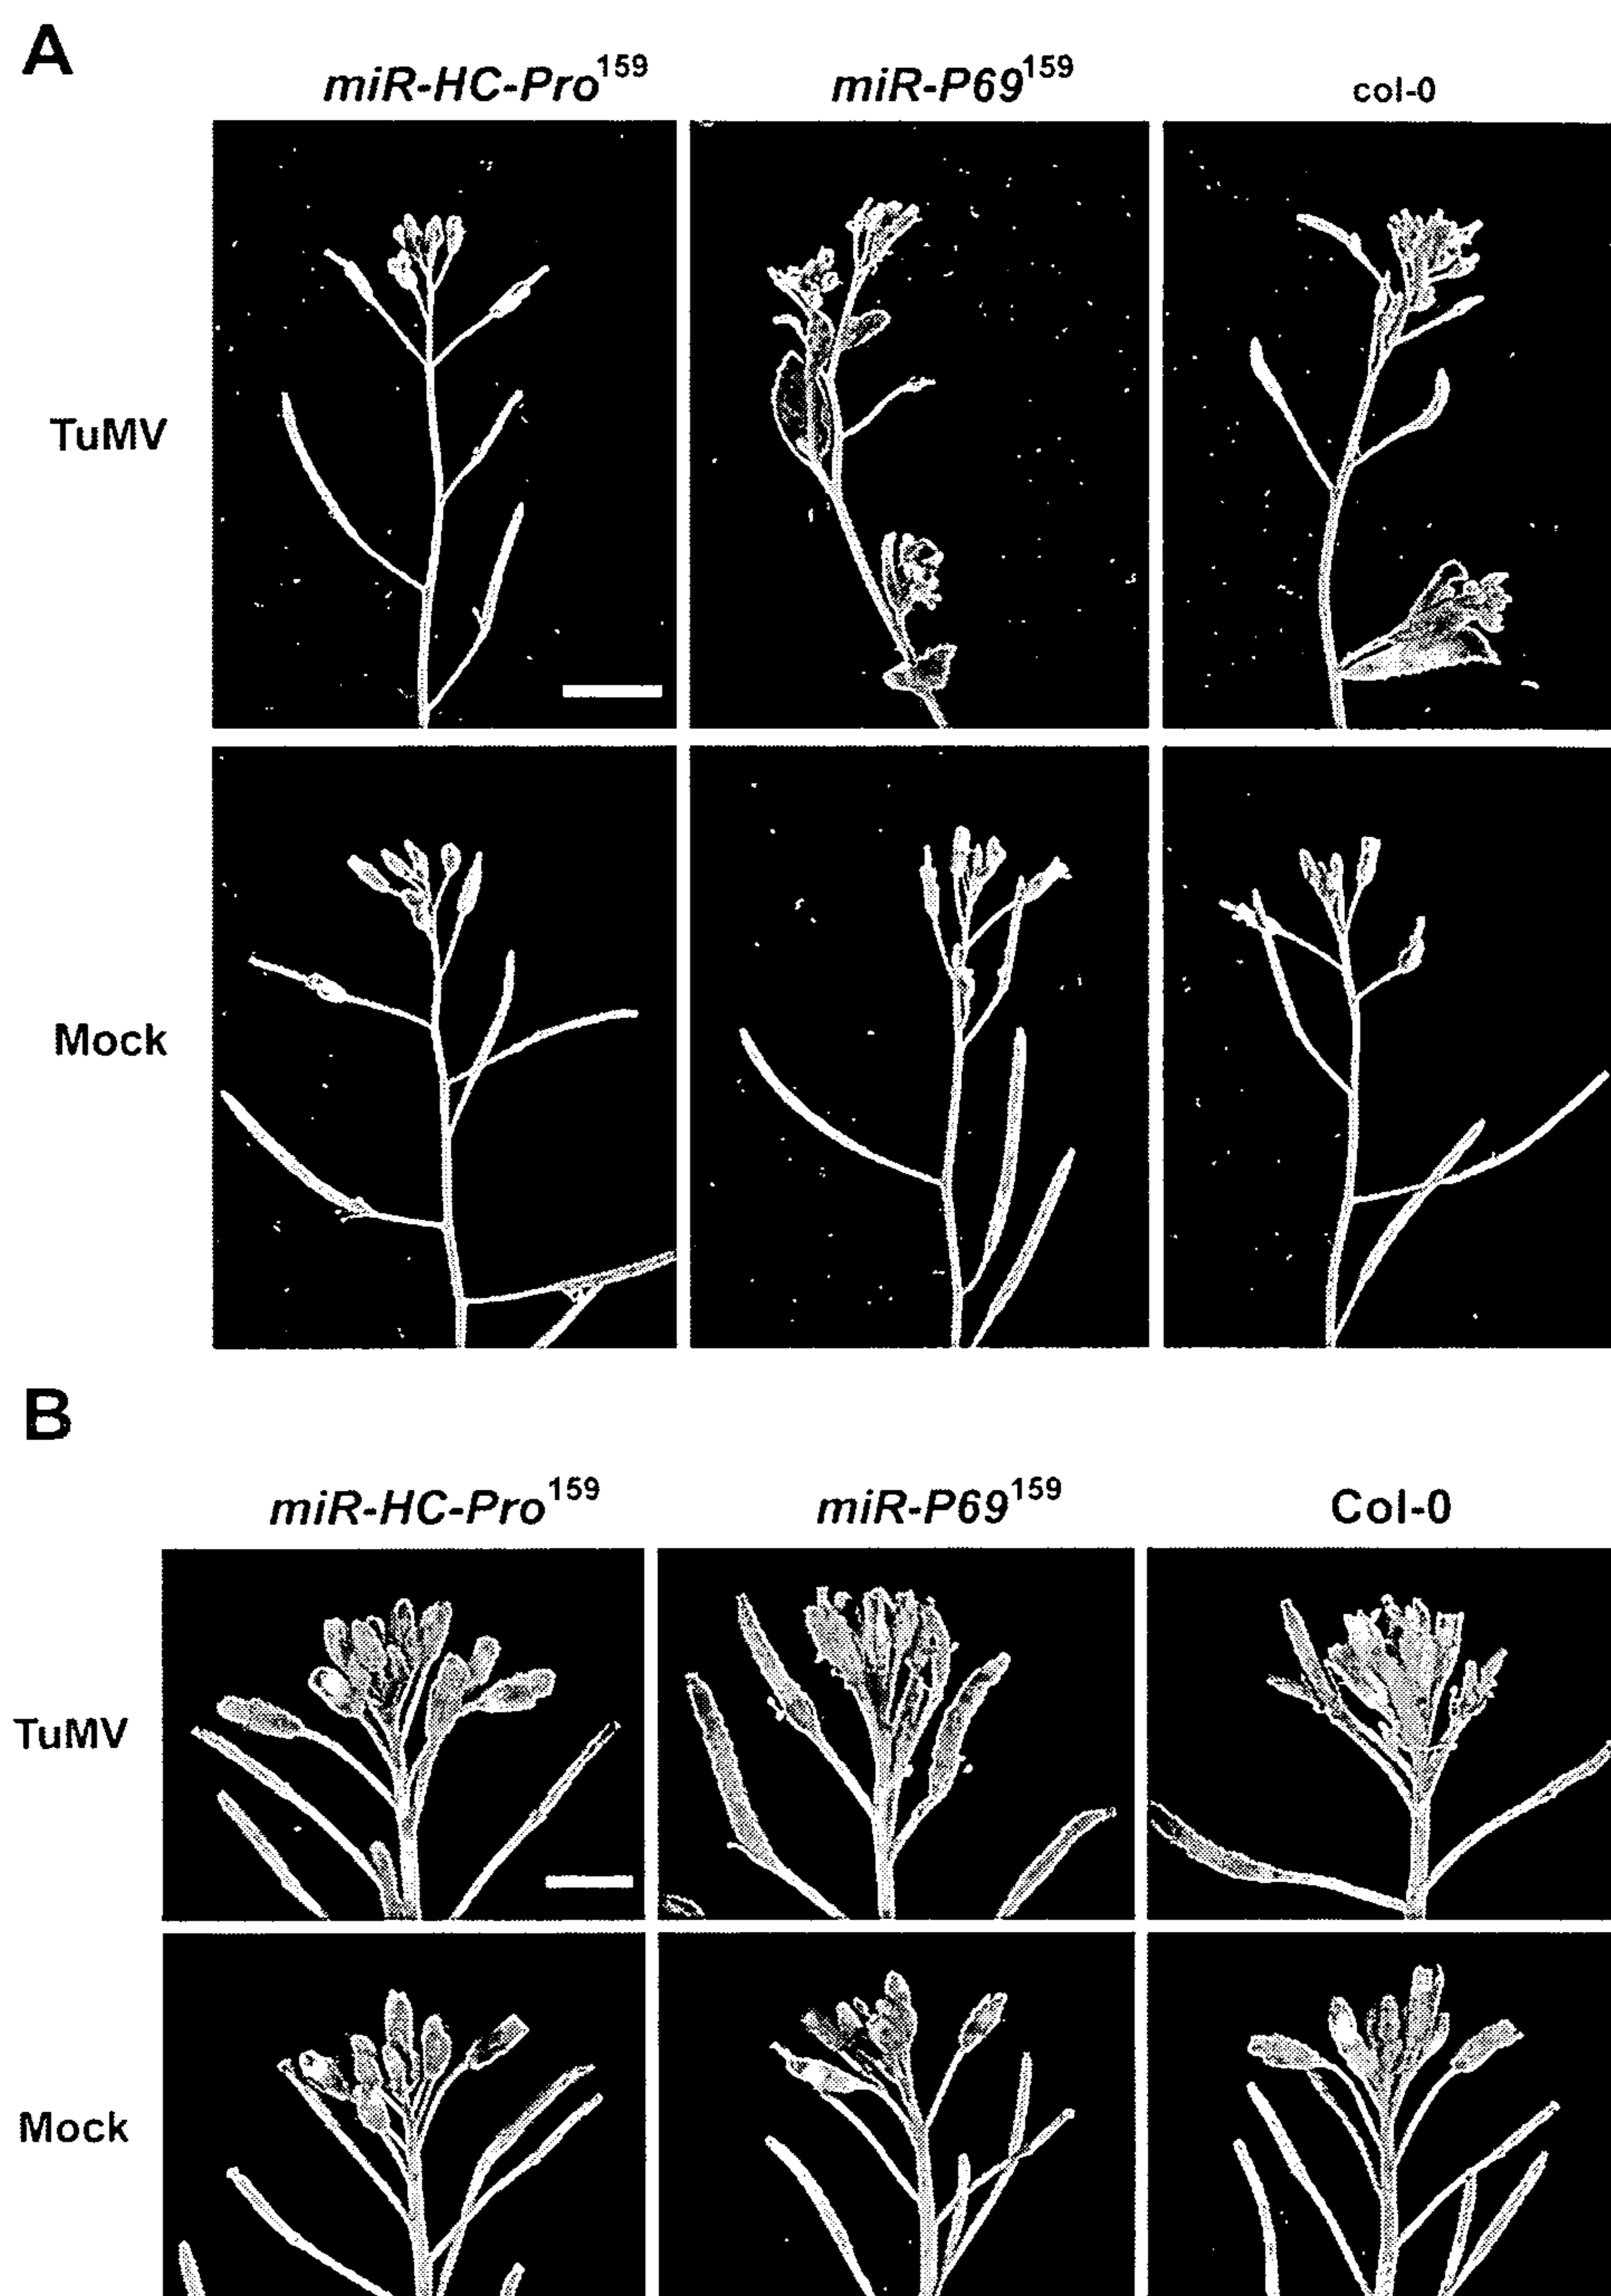 A
miR-HC-Pro159 miR-P69159 col-0
TuMV
Mock
B
miR-HC-Pro159 miR-P69159 Col-0
TuMV
Mock